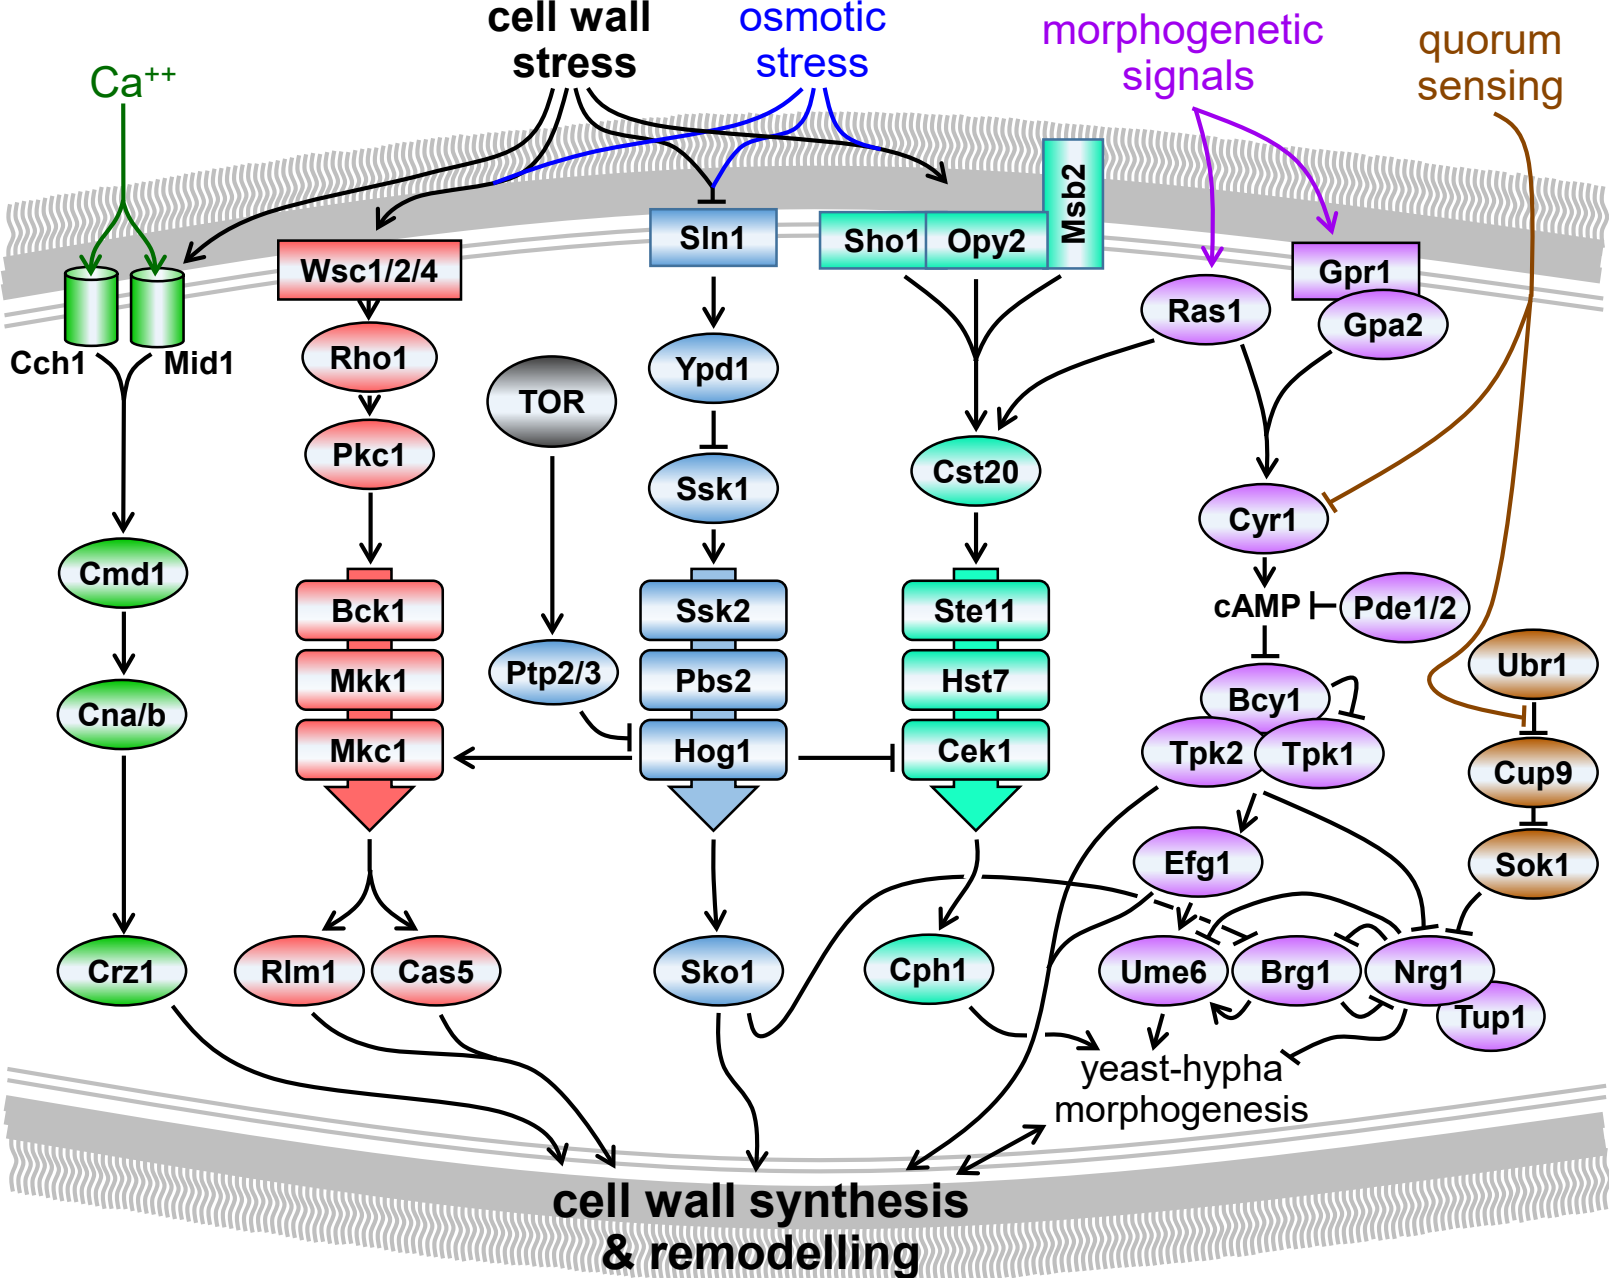 cell wall
stress
osmotic
stress
morphogenetic
signals
quorum
sensing
Ca++
Msb2
Sln1
Sho1
Opy2
Wsc1/2/4
Gpr1
Ras1
Gpa2
Cch1
Mid1
Rho1
Ypd1
TOR
Pkc1
Cst20
Ssk1
Cyr1
Cmd1
Bck1
Ssk2
Ste11
cAMP
Pde1/2
Ubr1
Ptp2/3
Mkk1
Pbs2
Hst7
Bcy1
Cna/b
Mkc1
Hog1
Cek1
Tpk2
Tpk1
Cup9
Efg1
Sok1
Crz1
Rlm1
Cas5
Sko1
Cph1
Ume6
Brg1
Nrg1
Tup1
yeast-hypha
morphogenesis
cell wall synthesis
& remodelling